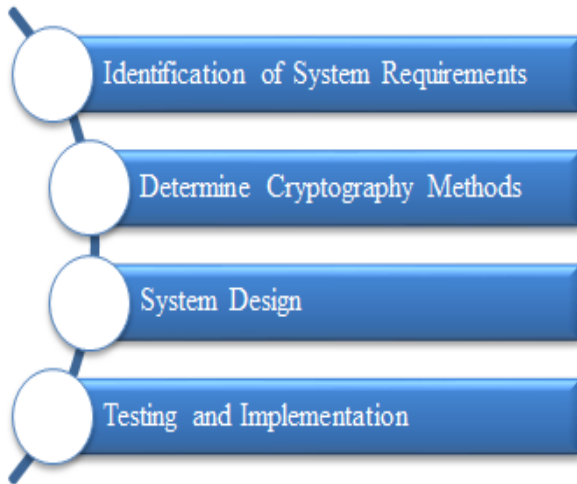 Identification of System Requirements
Determine Cryptography Methods
System Design
Testing and Implementation